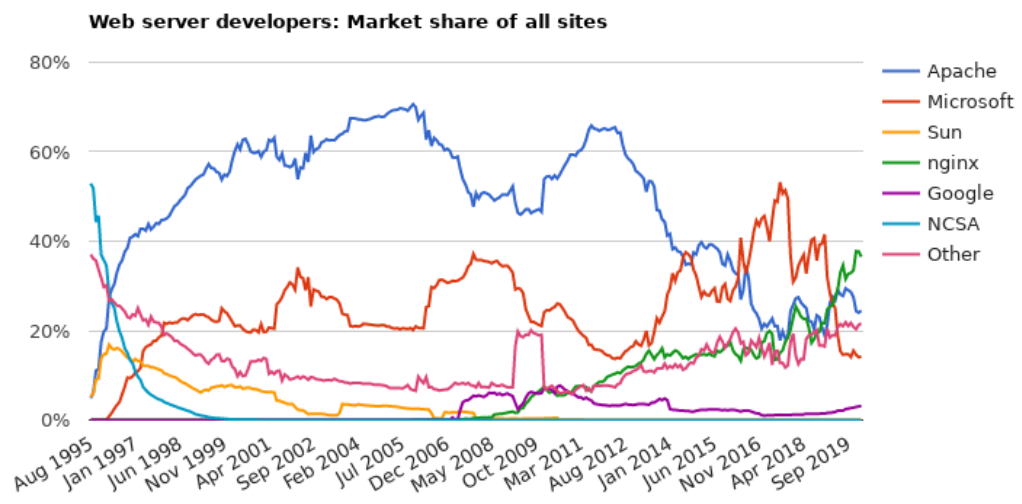 Web server developers: Market share of all sites
80%
60%
40%
20%
0%
Aug 1995
Jan 1997
Jun 1998
Nov 1999
Apr 2001
Sep 2002
Feb 2004
Jul 2005
Dec 2006
May 2008
Oct 2009
Mar 2011
Aug 2012
Jan 2014
Jun 2015
Nov 2016
Apr 2018
Sep 2019
Apache
Microsoft
Sun
nginx
Google
NCSA
Other